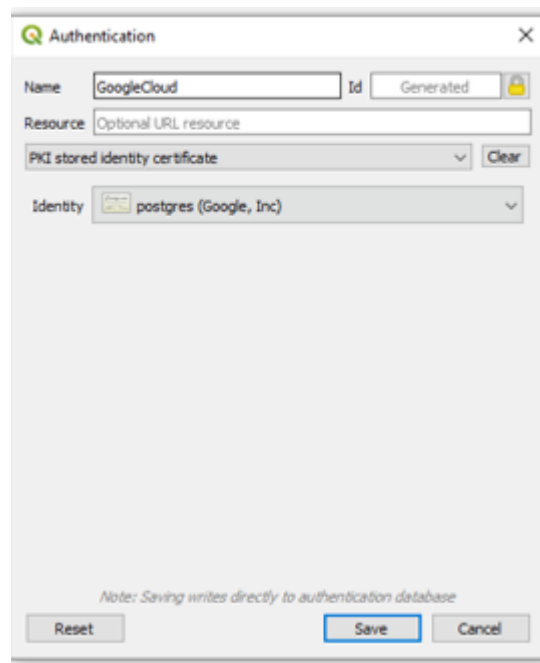 Authentication
Name GoogleCloud Id Generated
Resource Optional URL resource
PKI stored identity certificate Clear
Identity postgres (Google, Inc)
Note: Saving writes directly to authentication database
Reset Save Cancel